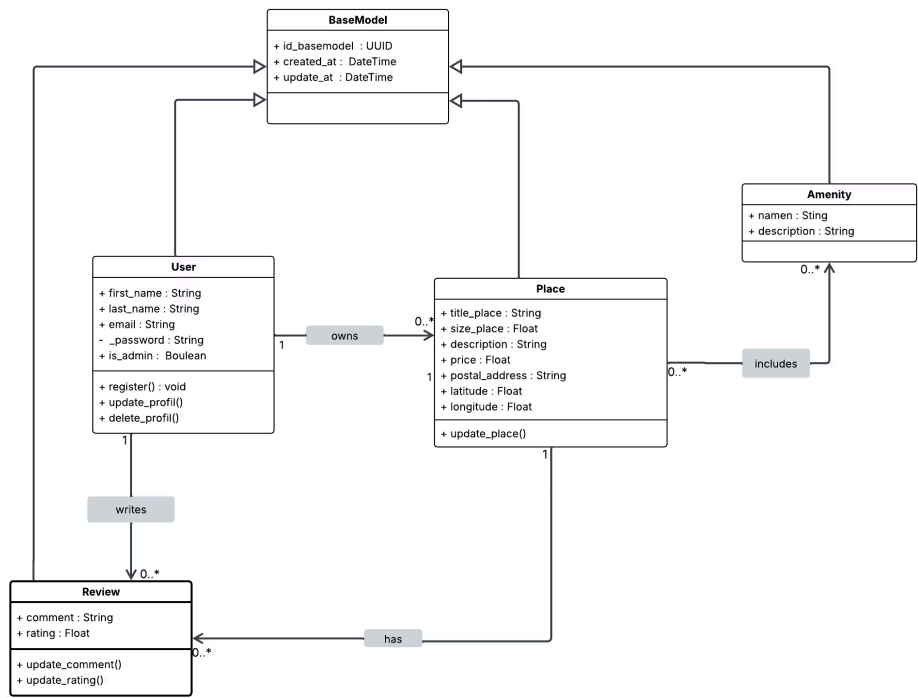 BaseModel
+ id_basemodel : UUID
+ created_at : DateTime
+ update_at : DateTime
Amenity
+ namen : Sting
+ description : String
0..*
User
+ first_name : String
+ last_name : String
+ email : String
- _password : String
+ is_admin : Boulean
+ register() : void
+ update_profil()
+ delete_profil()
1
owns
0..*
1
Place
+ title_place : String
+ size_place : Float
+ description : String
+ price : Float
+ postal_address : String
+ latitude : Float
+ longitude : Float
+ update_place()
0..*
includes
1
writes
0..*
1
Review
+ comment : String
+ rating : Float
+ update_comment()
+ update_rating()
has
0..*